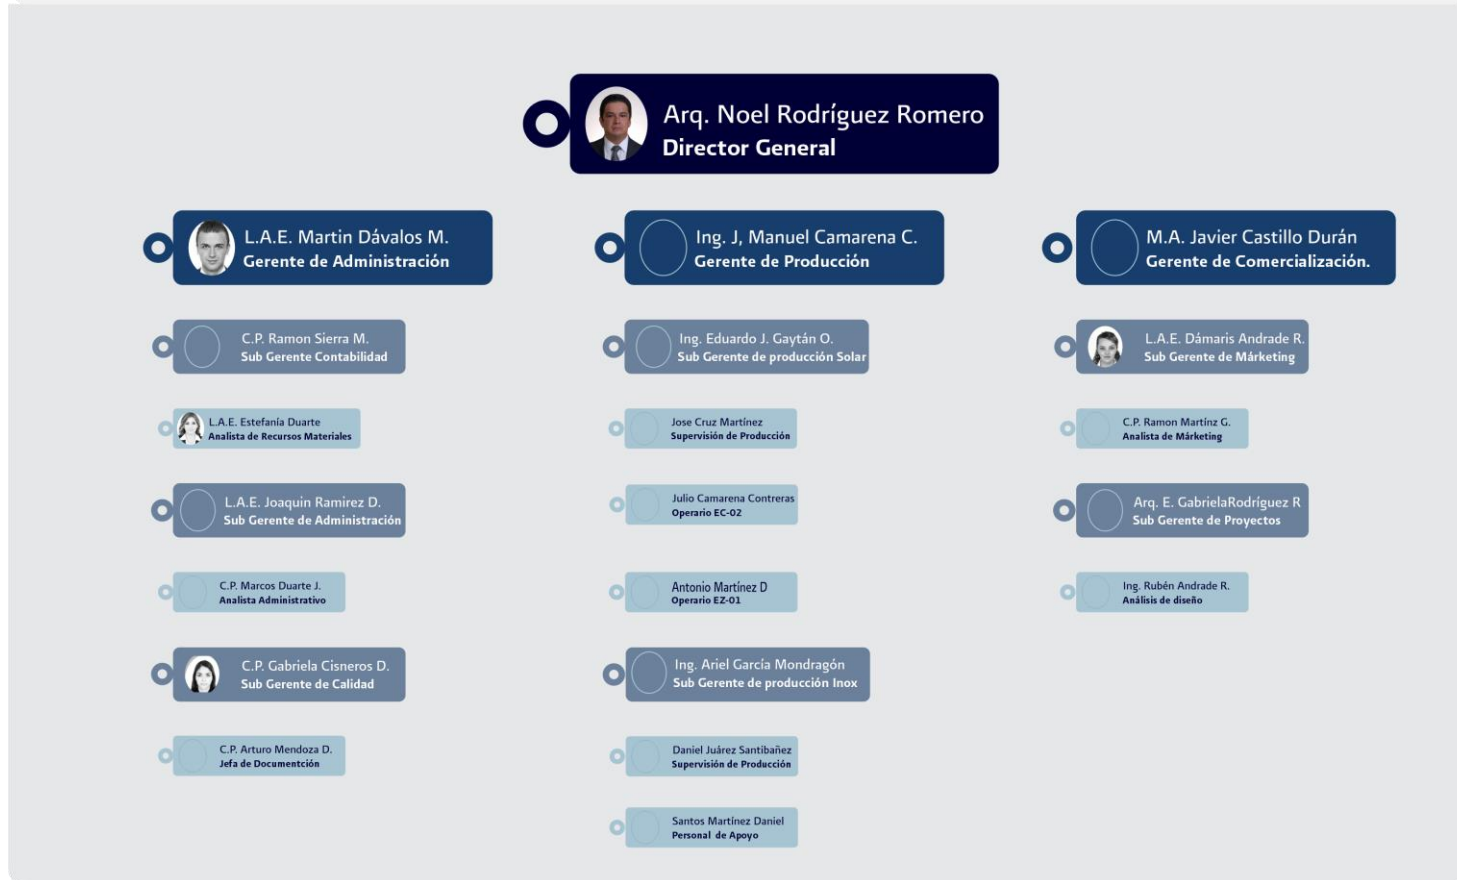 Arq. Noel Rodríguez Romero
Director General
L.A.E. Martin Dávalos M.
Gerente de Administración
C.P. Ramon Sierra M.
Sub Gerente Contabilidad
L.A.E. Estefanía Duarte
Analista de Recursos Materiales
L.A.E. Joaquin Ramirez D.
Sub Gerente de Administración
C.P. Marcos Duarte J.
Analista Administrativo
C.P. Gabriela Cisneros D.
Sub Gerente de Calidad
C.P. Arturo Mendoza D.
Jefa de Documentción
Ing. J, Manuel Camarena C.
Gerente de Producción
Ing. Eduardo J. Gaytán O.
Sub Gerente de producción Solar
Jose Cruz Martínez
Supervisión de Producción
Julio Camarena Contreras
Operario EC-02
Antonio Martínez D
Operario EZ-01
Ing. Ariel García Mondragón
Sub Gerente de producción Inox
Daniel Juárez Santibañez
Supervisión de Producción
Santos Martínez Daniel
Personal de Apoyo
M.A. Javier Castillo Durán
Gerente de Comercialización.
L.A.E. Dámaris Andrade R.
Sub Gerente de Márketing
C.P. Ramon Martínz G.
Analista de Márketing
Arq. E. GabrielaRodríguez R
Sub Gerente de Proyectos
Ing. Rubén Andrade R.
Análisis de diseño